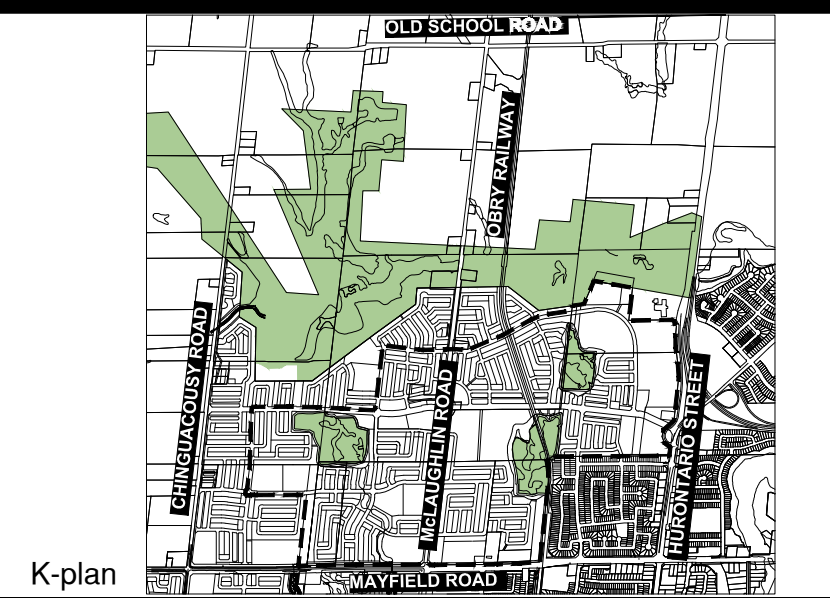 OLD SCHOOL ROAD
OBRY RAILWAY
CHINGUACOUSY ROAD
McLAUGHLIN ROAD
HURONTARIO STREET
K-plan
MAYFIELD ROAD